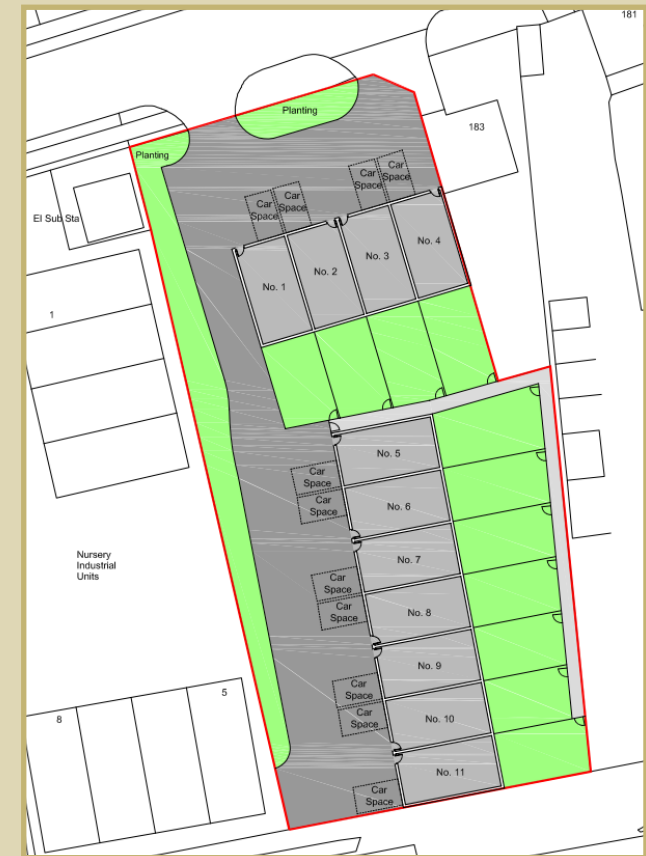 181
Planting
183
Planting
Car
Space
Car
Space
Car
Space
Car
Space
El Sub Sta
No. 4
No. 3
No. 2
No. 1
1
No. 5
Car
Space
Car
Space
No. 6
Nursery
Industrial
Units
No. 7
Car
Space
Car
Space
No. 8
No. 9
Car
Space
Car
Space
5
8
No. 10
No. 11
Car
Space